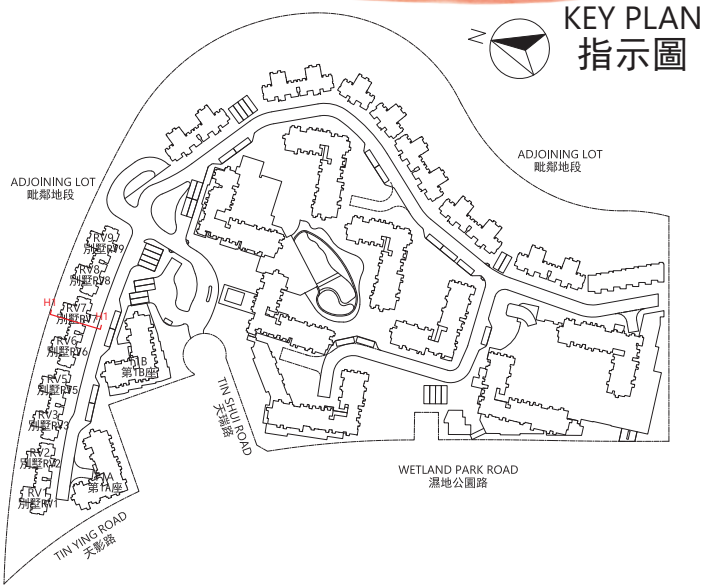 KEY PLAN
指示圖
N
ADJOINING LOT
毗鄰地段
ADJOINING LOT
毗鄰地段
RV9
別墅RV9
RV8
別墅RV8
H1
RV7
別墅RV7
H1
RV6
別墅RV6
RV5
別墅RV5
RV3
別墅RV3
RV2
別墅RV2
RV1
別墅RV1
第1B座
第1A座
TIN SHUI ROAD
天瑞路
WETLAND PARK ROAD
濕地公園路
TIN YING ROAD
天影路